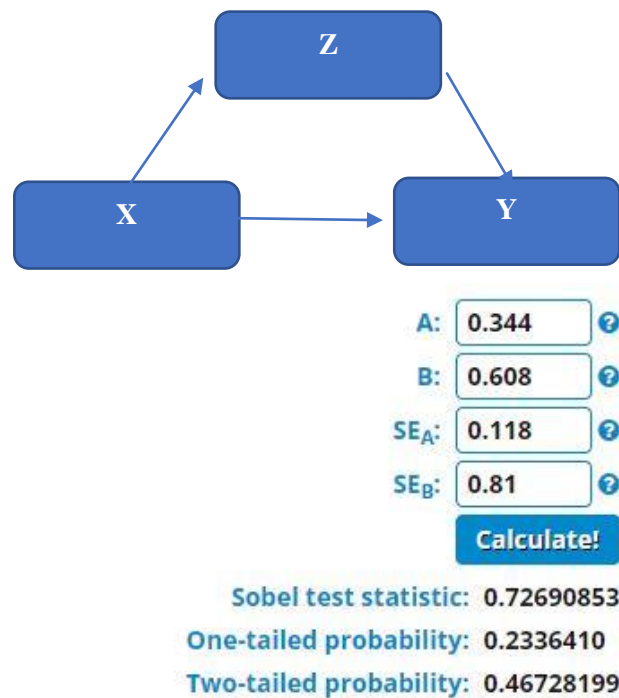 Z
X
Y
A: 0.344
B: 0.608
SEA: 0.118
SEB: 0.81
Calculate!
Sobel test statistic: 0.72690853
One-tailed probability: 0.2336410
Two-tailed probability: 0.46728199